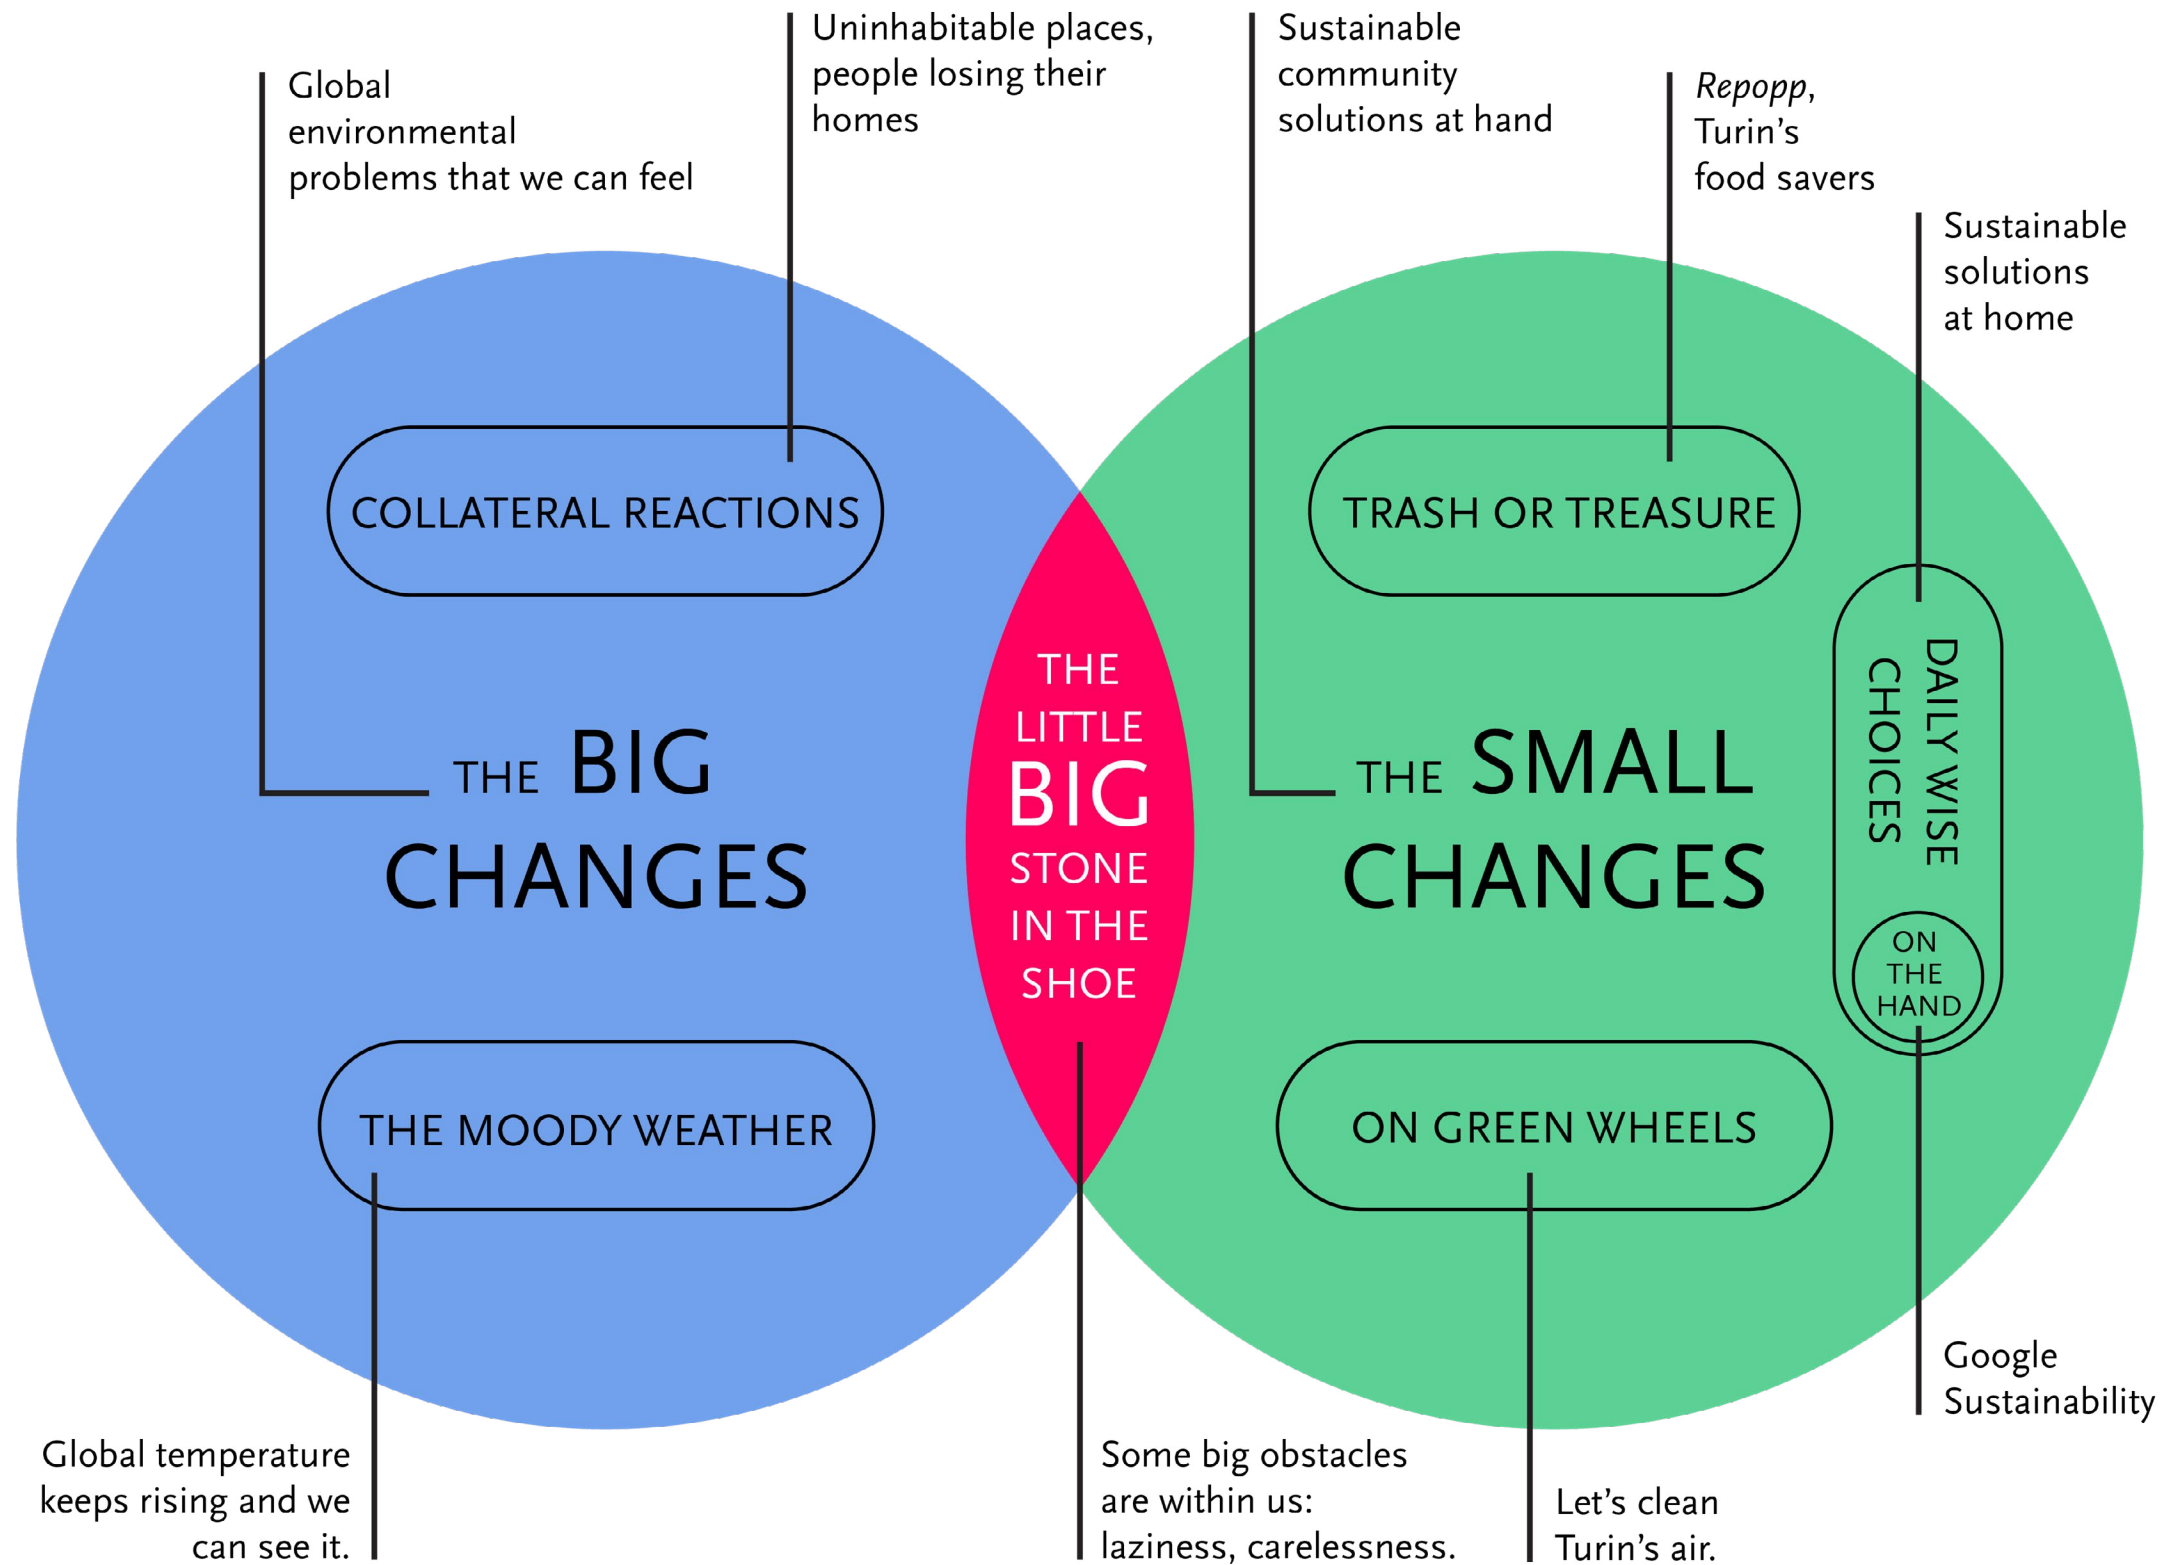 Global
environmental
problems that we can feel
Uninhabitable places,
people losing their
homes
Sustainable
community
solutions at hand
Repopp,
Turin's
food savers
Sustainable
solutions
at home
COLLATERAL REACTIONS
THE BIG
CHANGES
THE MOODY WEATHER
THE
LITTLE
BIG
STONE
IN THE
SHOE
TRASH OR TREASURE
THE SMALL
CHANGES
DAILY WISE
CHOICES
ON
THE
HAND
ON GREEN WHEELS
Global temperature
keeps rising and we
can see it.
Some big obstacles
are within us:
laziness, carelessness.
Let's clean
Turin's air.
Google
Sustainability